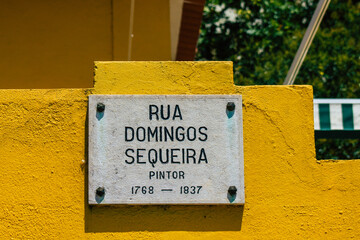 RUA
DOMINGOS
SEQUEIRA
PINTOR
1768 — 1837